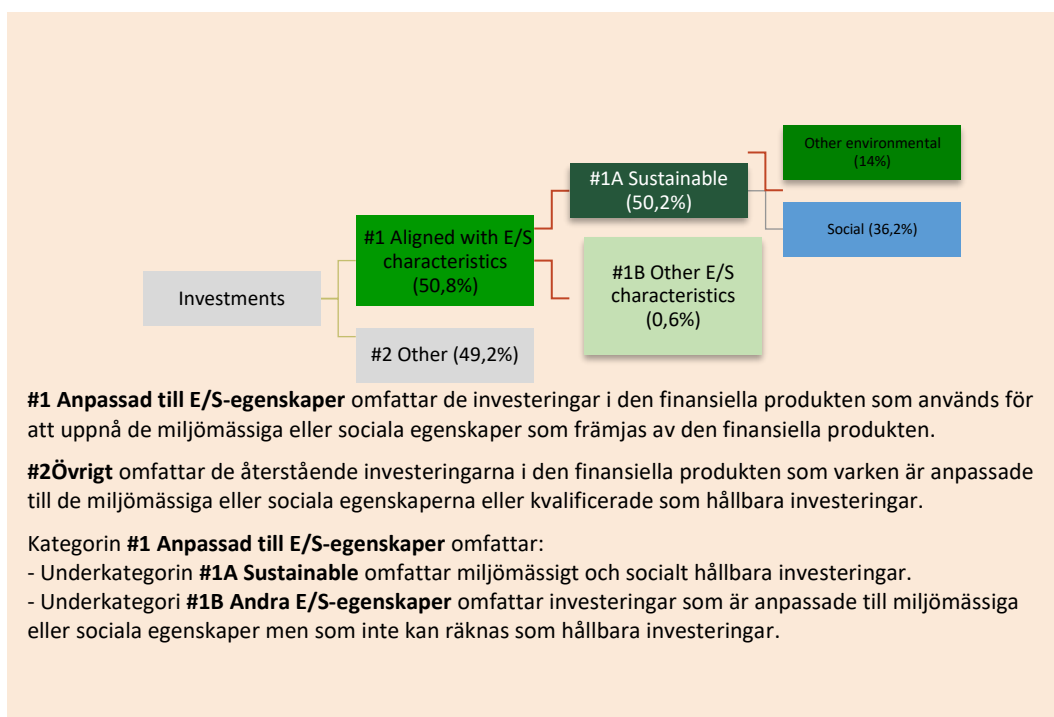 Other environmental
(14%)
#1A Sustainable
(50,2%)
Social (36,2%)
#1 Aligned with E/S
characteristics
(50,8%)
#1B Other E/S
characteristics
(0,6%)
Investments
#2 Other (49,2%)
#1 Anpassad till E/S-egenskaper omfattar de investeringar i den finansiella produkten som används för
att uppnå de miljömässiga eller sociala egenskaper som främjas av den finansiella produkten.
#2Övrigt omfattar de återstående investeringarna i den finansiella produkten som varken är anpassade
till de miljömässiga eller sociala egenskaperna eller kvalificerade som hållbara investeringar.
Kategorin #1 Anpassad till E/S-egenskaper omfattar:
- Underkategorin #1A Sustainable omfattar miljömässigt och socialt hållbara investeringar.
- Underkategori #1B Andra E/S-egenskaper omfattar investeringar som är anpassade till miljömässiga
eller sociala egenskaper men som inte kan räknas som hållbara investeringar.